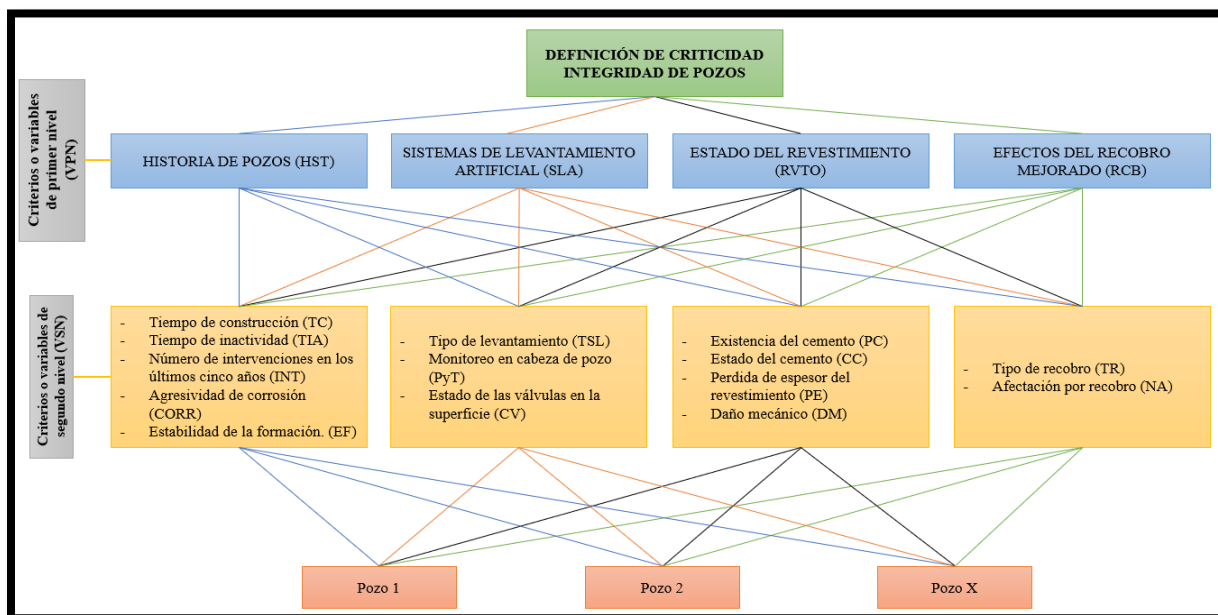 DEFINICIÓN DE CRITICIDAD
INTEGRIDAD DE POZOS
Criterios o variables
de primer nivel
(VPN)
HISTORIA DE POZOS (HST)
SISTEMAS DE LEVANTAMIENTO
ARTIFICIAL (SLA)
ESTADO DEL REVESTIMIENTO
(RVTO)
EFECTOS DEL RECOBRO
MEJORADO (RCB)
Criterios o variables de
segundo nivel (VSN)
- Tiempo de construcción (TC)
- Tiempo de inactividad (TIA)
- Número de intervenciones en los
últimos cinco años (INT)
- Agresividad de corrosión
(CORR)
- Estabilidad de la formación. (EF)
- Tipo de levantamiento (TSL)
- Monitoreo en cabeza de pozo
(PyT)
- Estado de las válvulas en la
superficie (CV)
- Existencia del cemento (PC)
- Estado del cemento (CC)
- Perdida de espesor del
revestimiento (PE)
- Daño mecánico (DM)
- Tipo de recobro (TR)
- Afectación por recobro (NA)
Pozo 1
Pozo 2
Pozo X